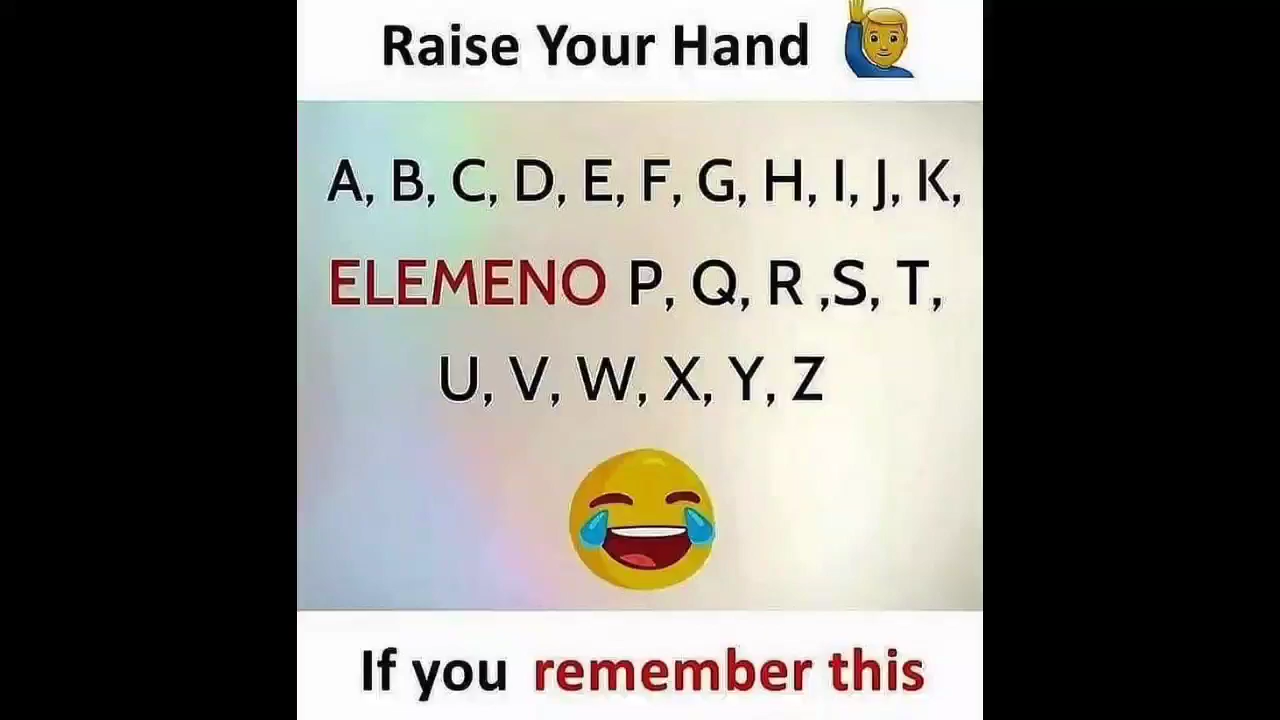 Raise Your Hand
A, B, C, D, E, F, G, H, I, J, K,
ELEMENO P, Q, R ,S, T,
U, V, W, X, Y, Z
If you remember this